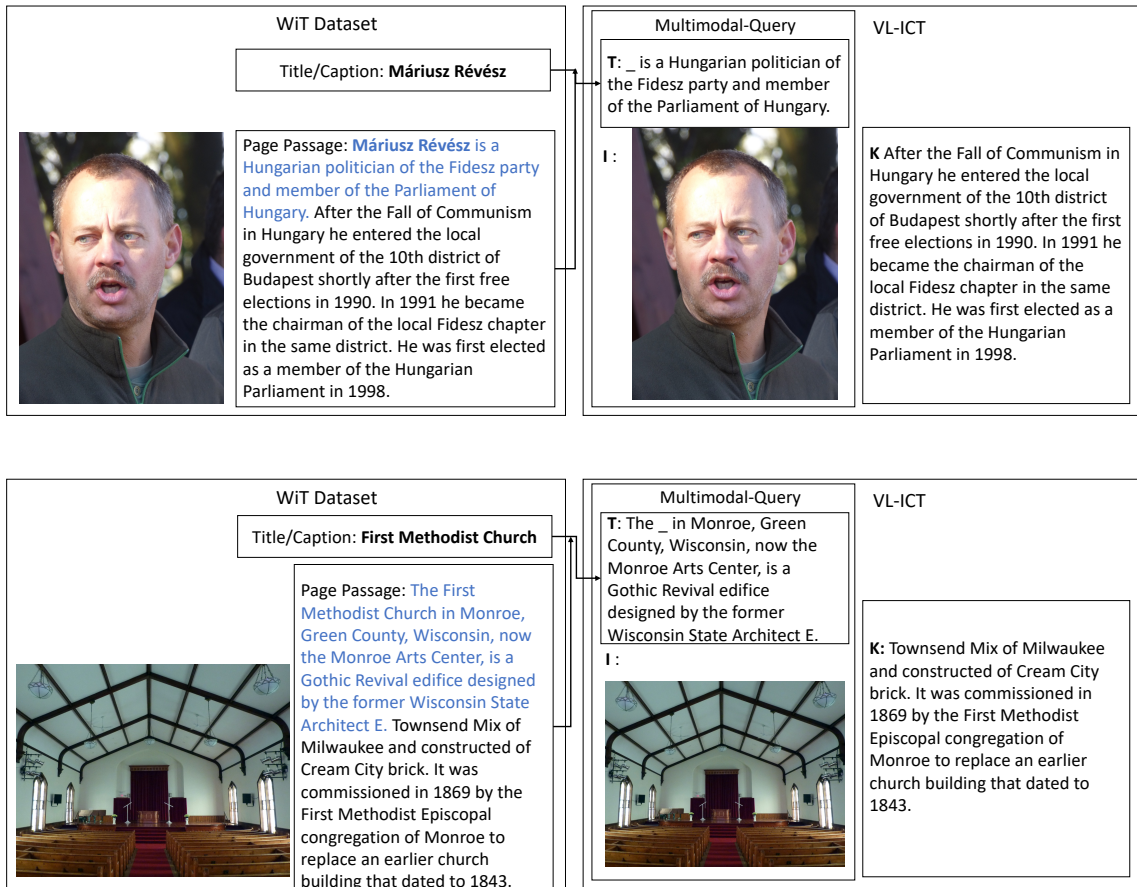 WiT Dataset
Title/Caption: Máriusz Révész
Page Passage: Máriusz Révész is a
Hungarian politician of the Fidesz party
and member of the Parliament of
Hungary. After the Fall of Communism
in Hungary he entered the local
government of the 10th district of
Budapest shortly after the first free
elections in 1990. In 1991 he became
the chairman of the local Fidesz chapter
in the same district. He was first elected
as a member of the Hungarian
Parliament in 1998.
Multimodal-Query
T: _ is a Hungarian politician of
the Fidesz party and member
of the Parliament of Hungary.
I :
VL-ICT
K After the Fall of Communism in
Hungary he entered the local
government of the 10th district
of Budapest shortly after the first
free elections in 1990. In 1991 he
became the chairman of the
local Fidesz chapter in the same
district. He was first elected as a
member of the Hungarian
Parliament in 1998.
WiT Dataset
Title/Caption: First Methodist Church
Page Passage: The First
Methodist Church in Monroe,
Green County, Wisconsin, now
the Monroe Arts Center, is a
Gothic Revival edifice designed
by the former Wisconsin State
Architect E. Townsend Mix of
Milwaukee and constructed of
Cream City brick. It was
commissioned in 1869 by the
First Methodist Episcopal
congregation of Monroe to
replace an earlier church
building that dated to 1843.
Multimodal-Query
T: The _ in Monroe, Green
County, Wisconsin, now the
Monroe Arts Center, is a
Gothic Revival edifice
designed by the former
Wisconsin State Architect E.
I :
VL-ICT
K: Townsend Mix of Milwaukee
and constructed of Cream City
brick. It was commissioned in
1869 by the First Methodist
Episcopal congregation of
Monroe to replace an earlier
church building that dated to
1843.